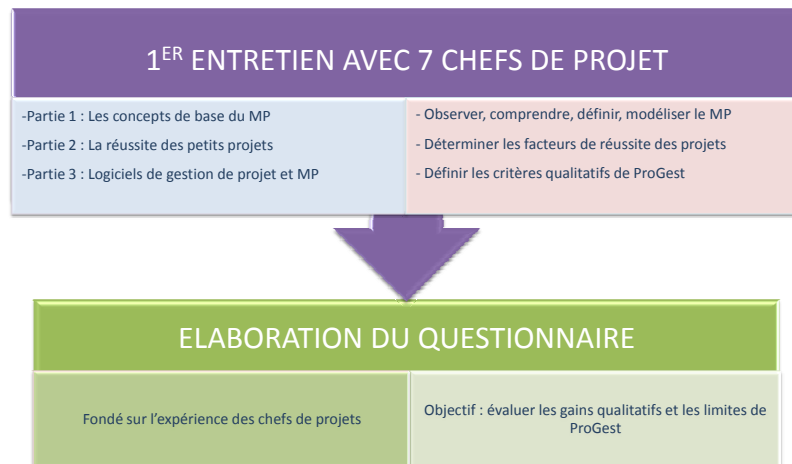 1ER ENTRETIEN AVEC 7 CHEFS DE PROJET
-Partie 1 : Les concepts de base du MP
-Partie 2 : La réussite des petits projets
-Partie 3 : Logiciels de gestion de projet et MP
- Observer, comprendre, définir, modéliser le MP
- Déterminer les facteurs de réussite des projets
- Définir les critères qualitatifs de ProGest
ELABORATION DU QUESTIONNAIRE
Fondé sur l'expérience des chefs de projets
Objectif : évaluer les gains qualitatifs et les limites de
ProGest